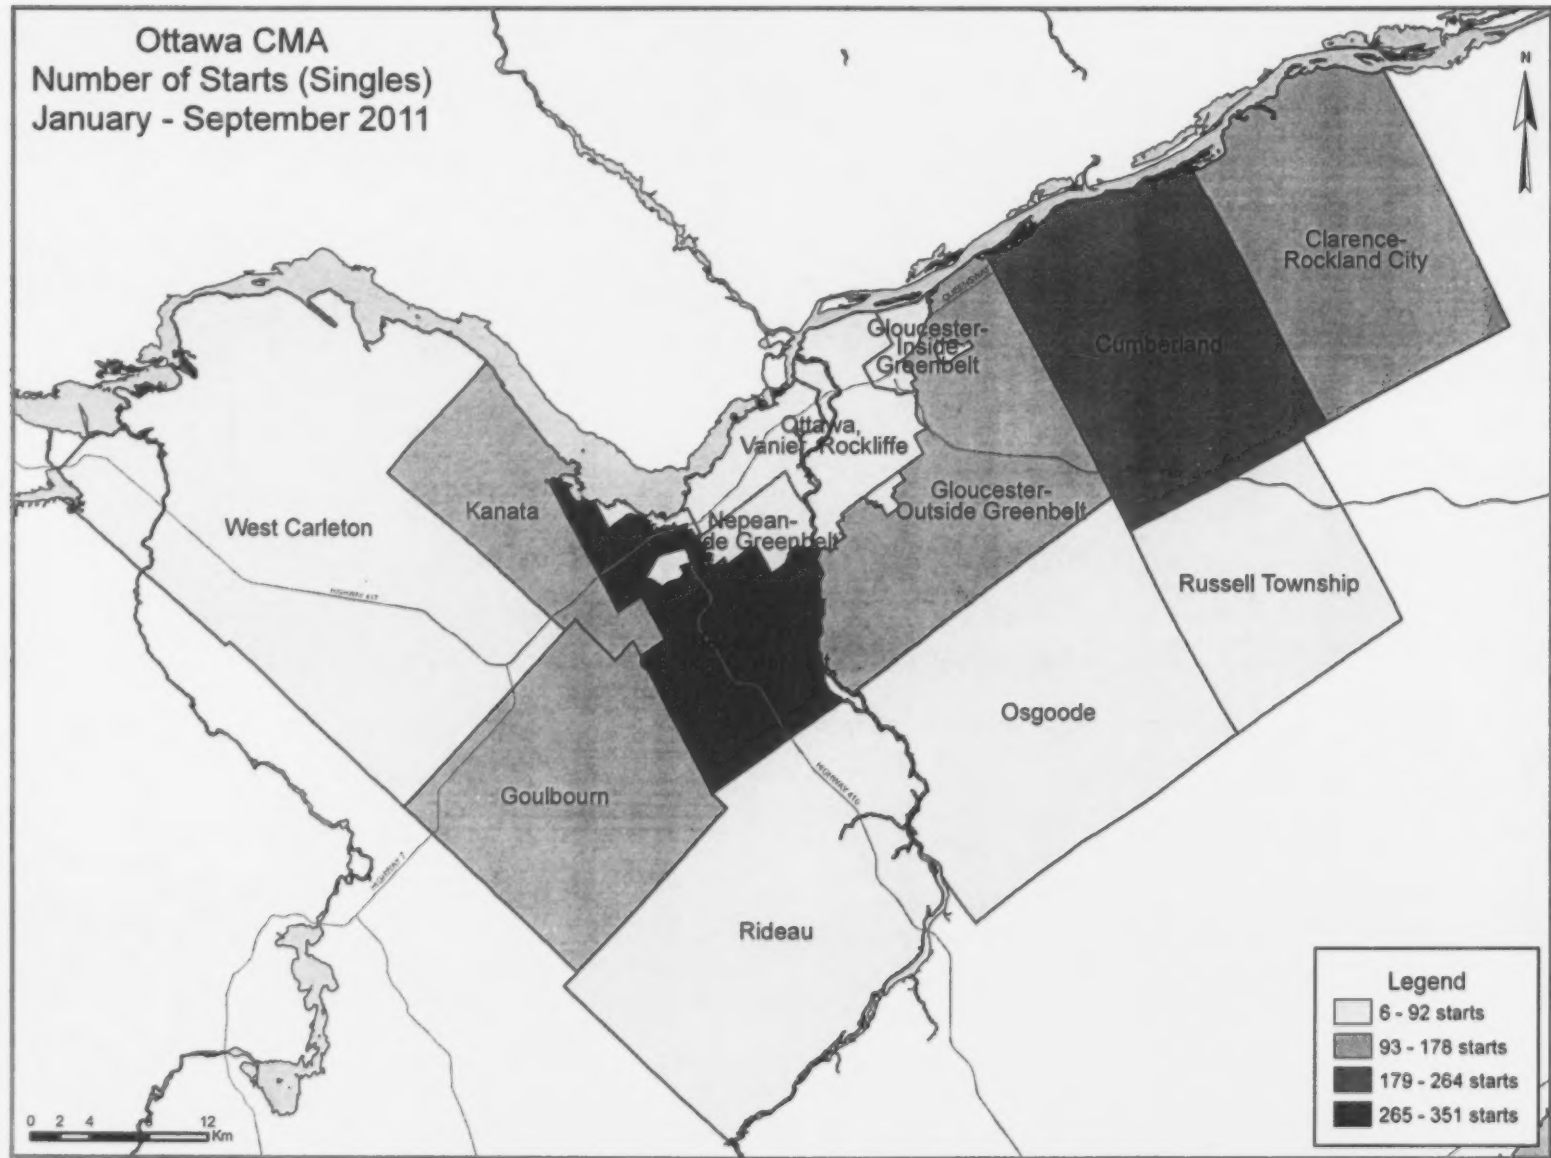 Ottawa CMA
Number of Starts (Singles)
January - September 2011
N
Clarence-
Rockland City
QUEENSWAY
Gloucester-
Inside
Greenbelt
Cumberland
Ottawa,
Vanier, Rockliffe
Kanata
Gloucester-
Outside Greenbelt
West Carleton
Nepean-
de Greenbelt
Russell Township
HIGHWAY 417
Osgoode
Goulbourn
HIGHWAY 416
HIGHWAY 7
Rideau
Legend
6 - 92 starts
93 - 178 starts
179 - 264 starts
265 - 351 starts
0 2 4 8 12
Km